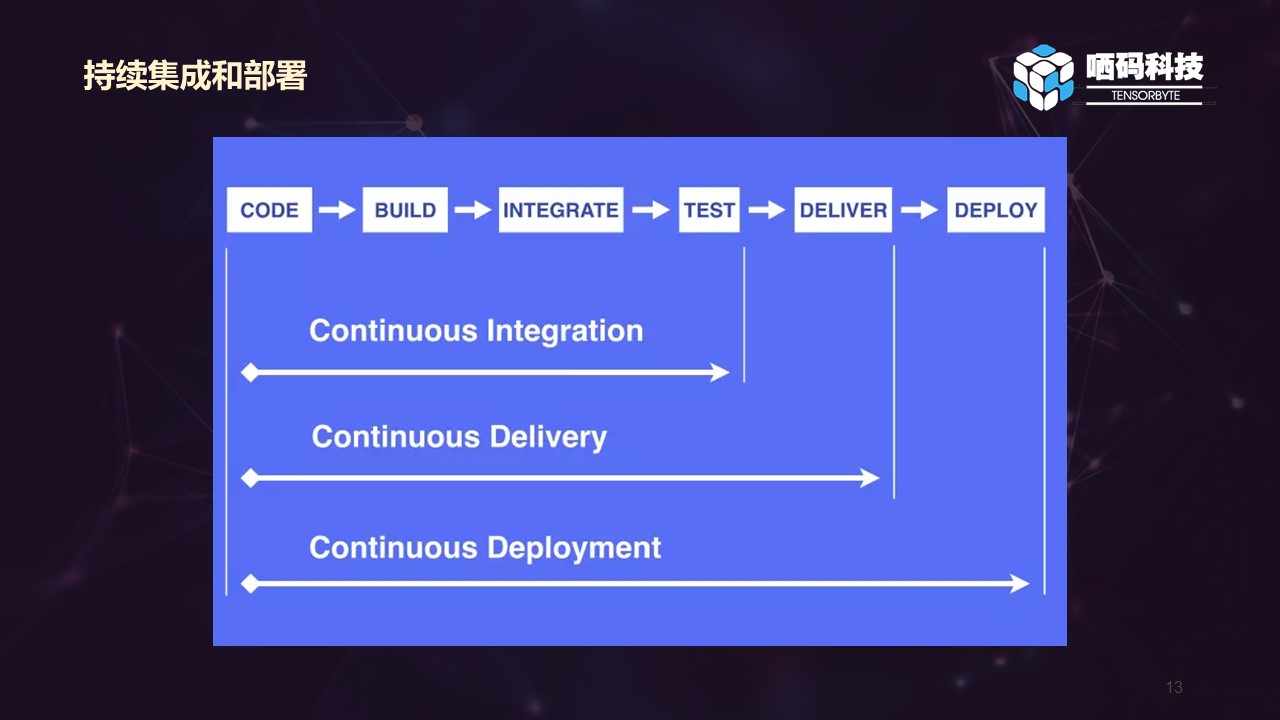 持续集成和部署
哂码科技
TENSORBYTE
CODE
BUILD
INTEGRATE
TEST
DELIVER
DEPLOY
Continuous Integration
Continuous Delivery
Continuous Deployment
13